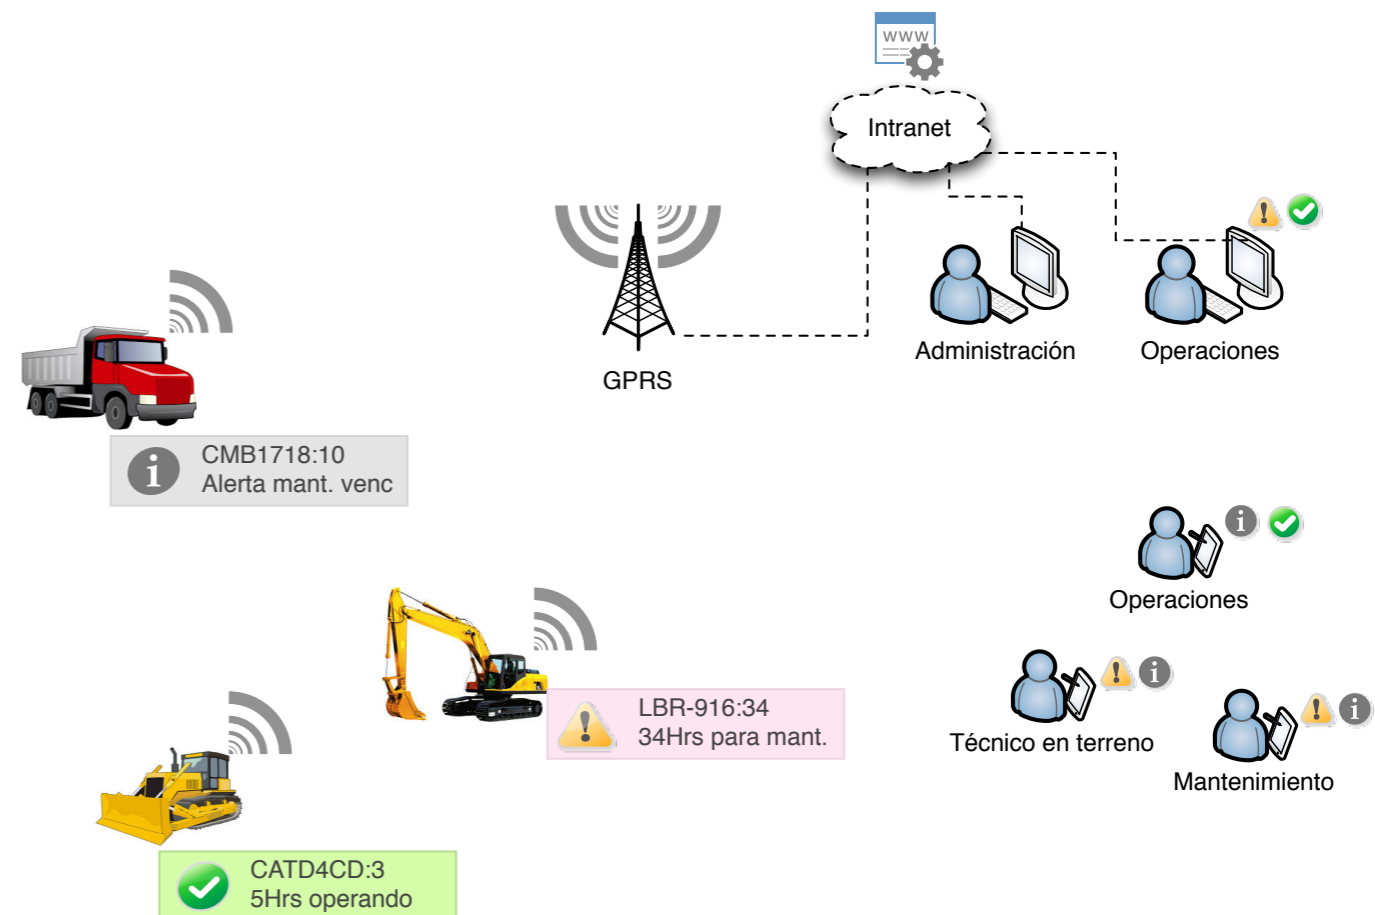 www
Intranet
Administración
Operaciones
GPRS
CMB1718:10
Alerta mant. venc
Operaciones
LBR-916:34
34Hrs para mant.
Técnico en terreno
Mantenimiento
CATD4CD:3
5Hrs operando